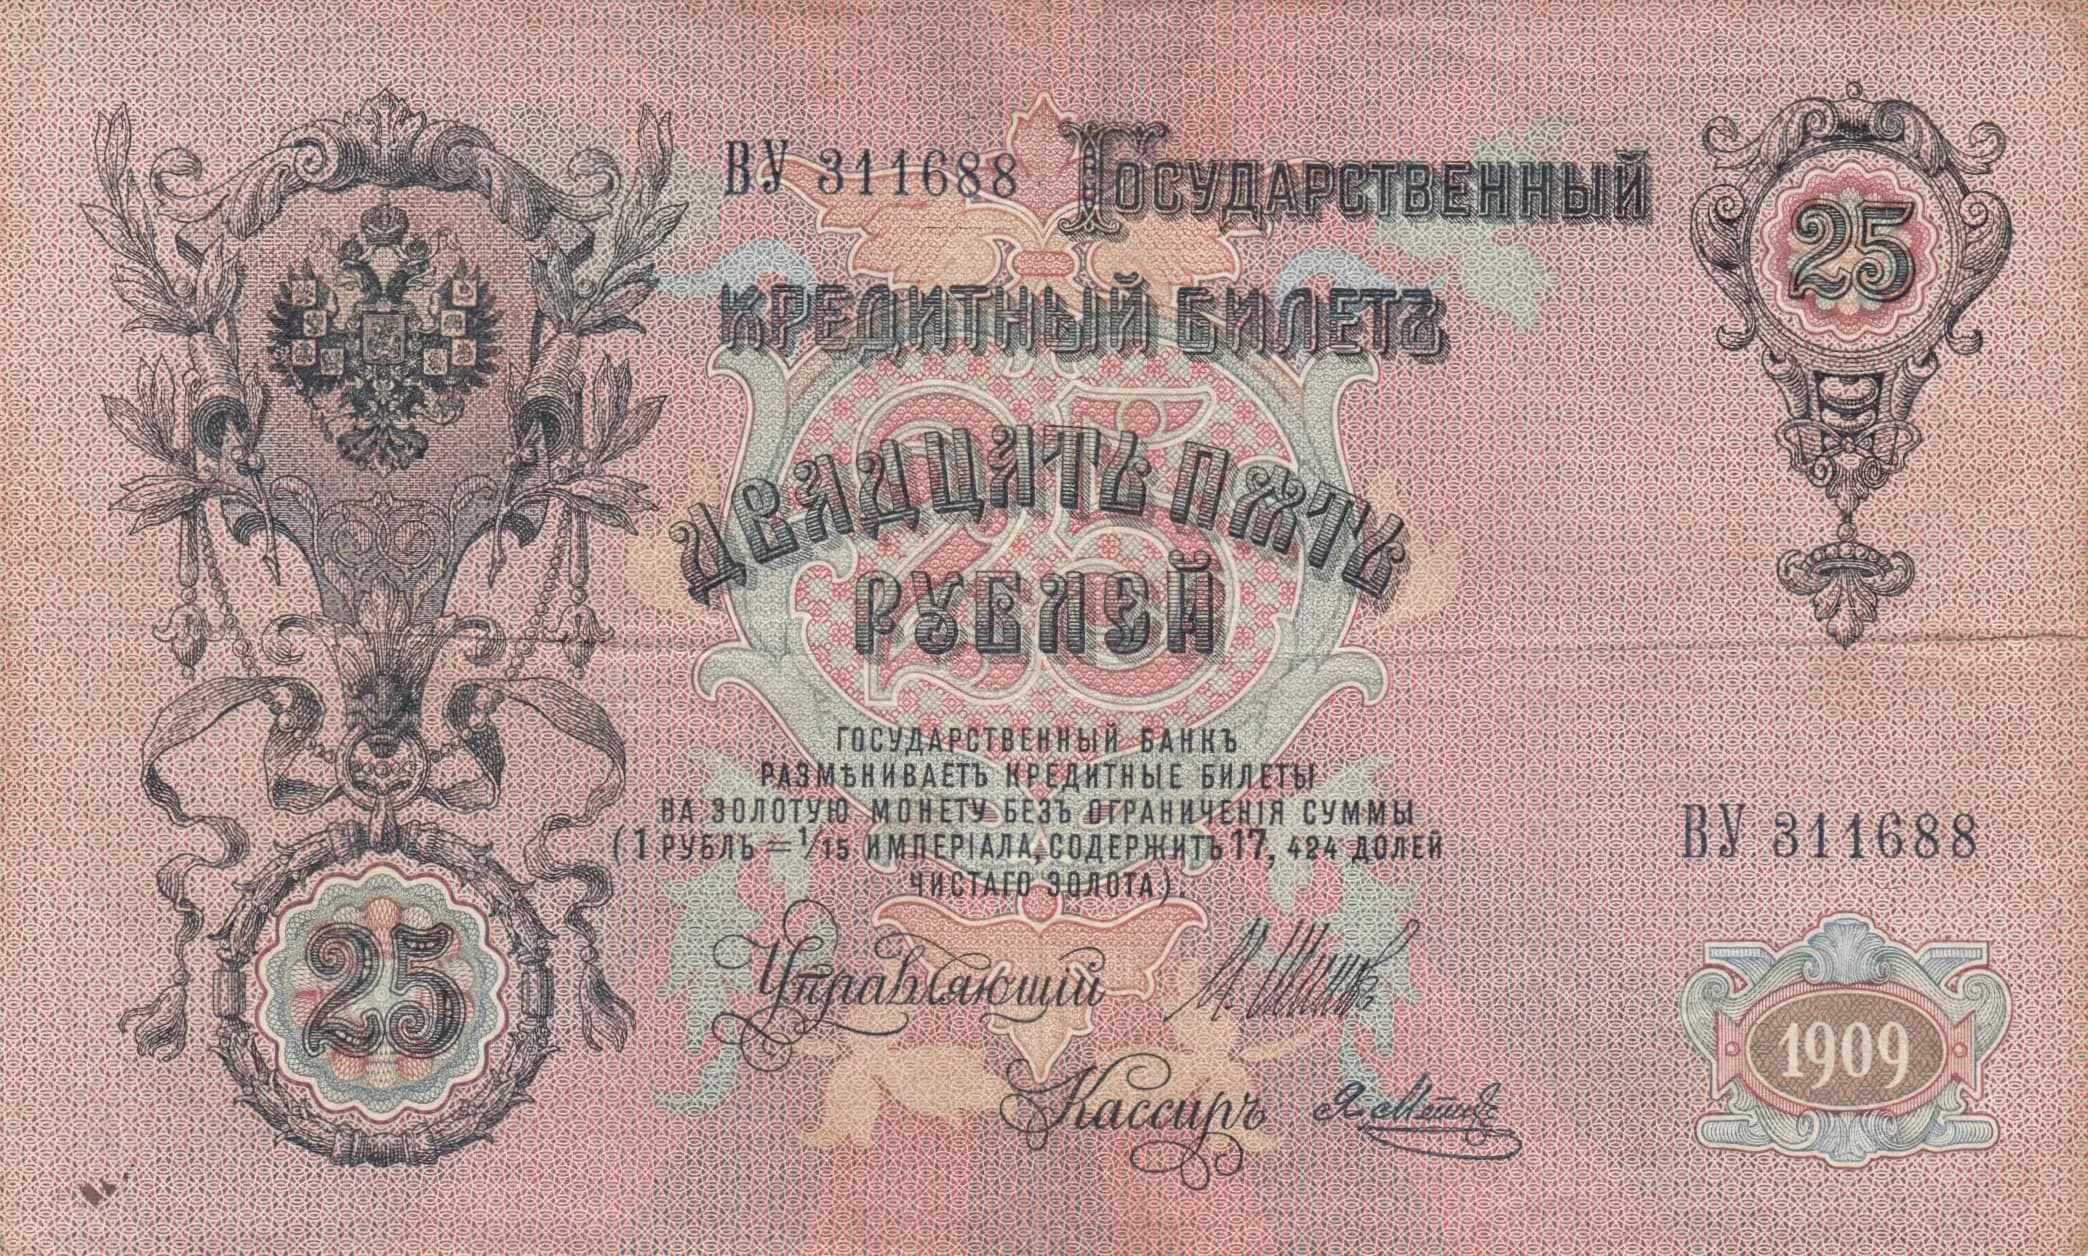 ВУ 311688
ГОСУДАРСТВЕННЫЙ
25
КРЕДИТНЫЙ БИЛЕТЪ
ДВАДЦАТЬ ПЯТЬ
РУБЛЕЙ
25
ГОСУДАРСТВЕННЫЙ БАНКЪ
РАЗМѢНИВАЕТЪ КРЕДИТНЫЕ БИЛЕТЫ
НА ЗОЛОТУЮ МОНЕТУ БЕЗЪ ОГРАНИЧЕНІЯ СУММЫ
(1 РУБЛЬ = 1/15 ИМПЕРІАЛА, СОДЕРЖИТЪ 17, 424 ДОЛЕЙ
ЧИСТАГО ЗОЛОТА).
ВУ 311688
25
Управляющій
1909
Кассиръ